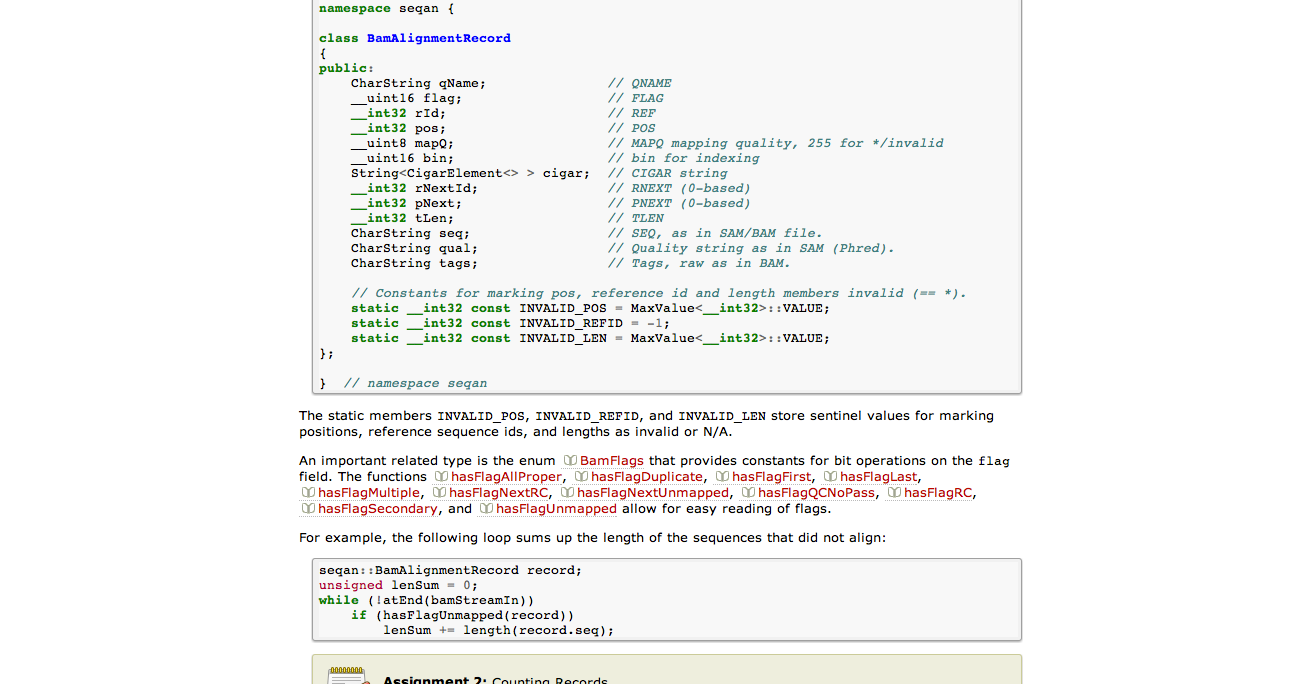 namespace seqan {
class BamAlignmentRecord
{
public:
    CharString qName;               // QNAME
    __uint16 flag;                  // FLAG
    __int32 rId;                    // REF
    __int32 pos;                    // POS
    __uint8 mapQ;                   // MAPQ mapping quality, 255 for */invalid
    __uint16 bin;                   // bin for indexing
    String<CigarElement<> > cigar;  // CIGAR string
    __int32 rNextId;                // RNEXT (0-based)
    __int32 pNext;                  // PNEXT (0-based)
    __int32 tLen;                   // TLEN
    CharString seq;                 // SEQ, as in SAM/BAM file.
    CharString qual;                // Quality string as in SAM (Phred).
    CharString tags;                // Tags, raw as in BAM.
    // Constants for marking pos, reference id and length members invalid (== *).
    static __int32 const INVALID_POS = MaxValue<__int32>::VALUE;
    static __int32 const INVALID_REFID = -1;
    static __int32 const INVALID_LEN = MaxValue<__int32>::VALUE;
};
}  // namespace seqan
The static members INVALID_POS, INVALID_REFID, and INVALID_LEN store sentinel values for marking
positions, reference sequence ids, and lengths as invalid or N/A.
An important related type is the enum BamFlags that provides constants for bit operations on the flag
field. The functions hasFlagAllProper, hasFlagDuplicate, hasFlagFirst, hasFlagLast,
hasFlagMultiple, hasFlagNextRC, hasFlagNextUnmapped, hasFlagQCNoPass, hasFlagRC,
hasFlagSecondary, and hasFlagUnmapped allow for easy reading of flags.
For example, the following loop sums up the length of the sequences that did not align:
seqan::BamAlignmentRecord record;
unsigned lenSum = 0;
while (!atEnd(bamStreamIn))
    if (hasFlagUnmapped(record))
        lenSum += length(record.seq);
Assignment 2: Counting Records